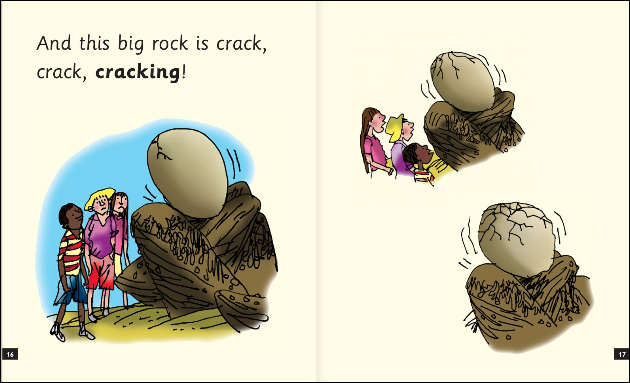 And this big rock is crack,
crack, cracking!
16
17